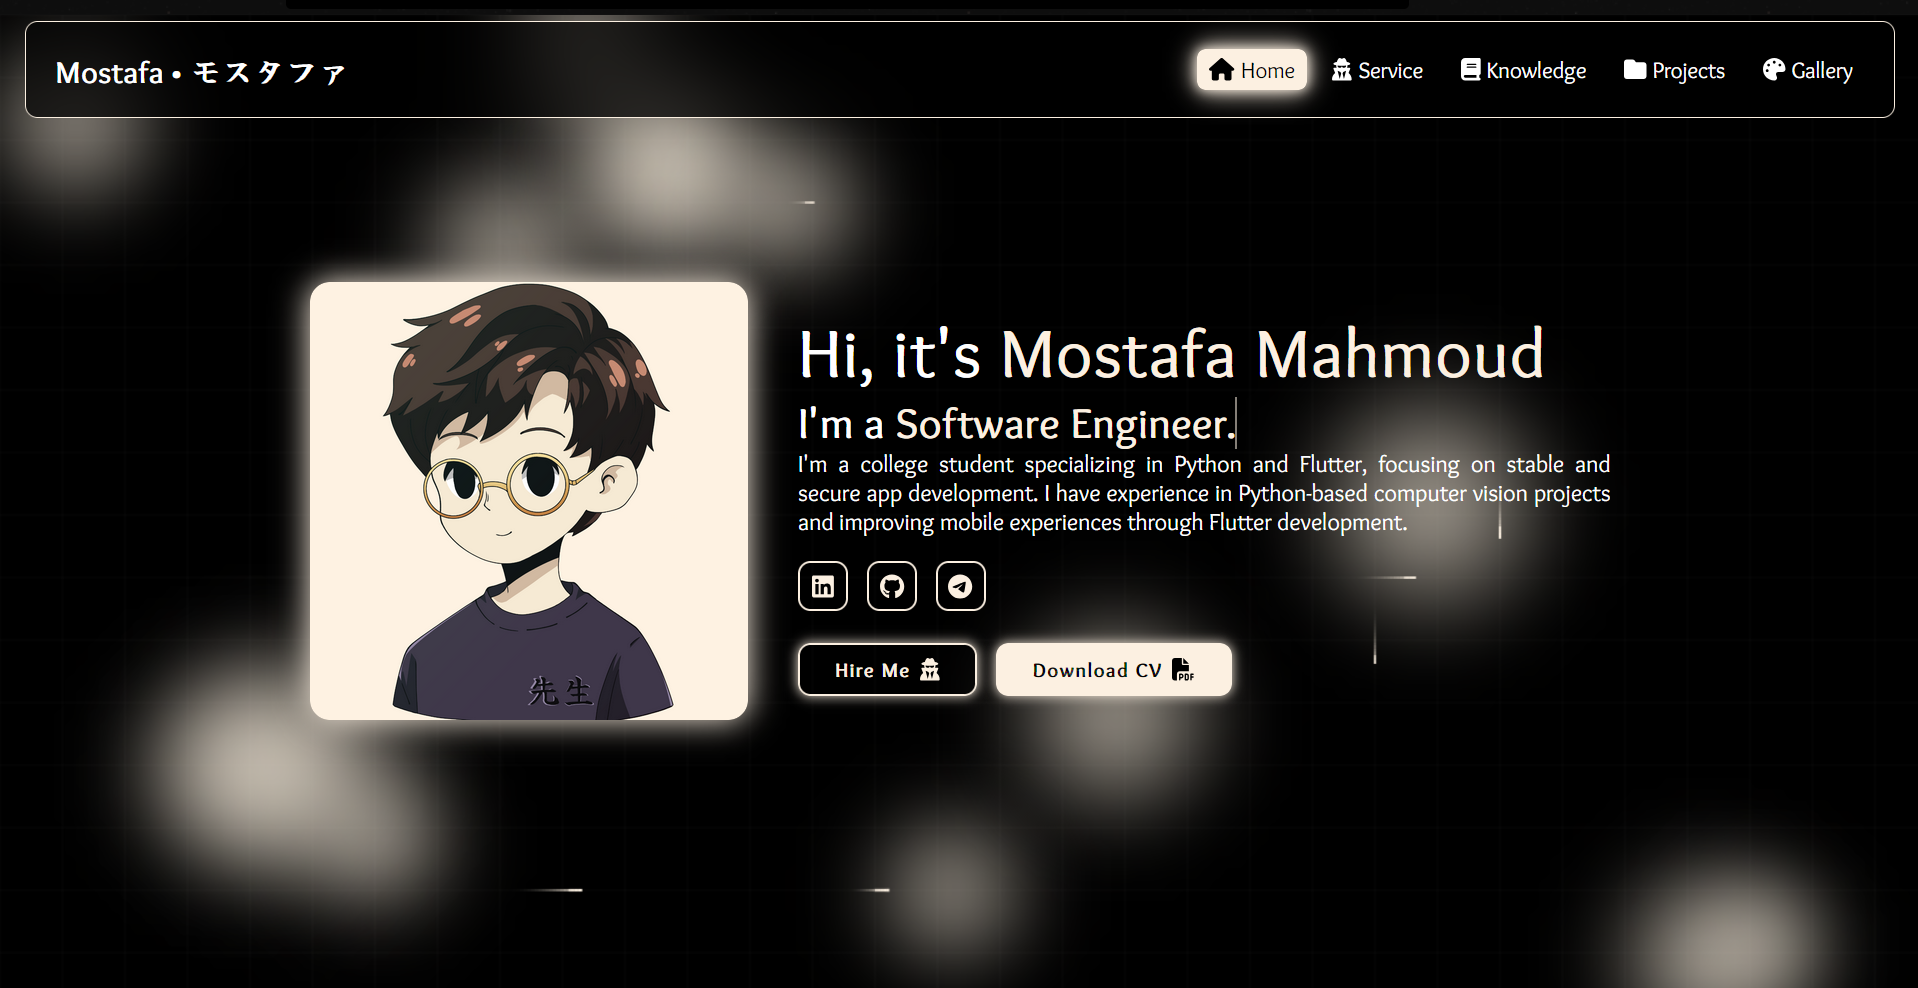 Mostafa • モスタファ
Home Service Knowledge Projects Gallery
Hi, it's Mostafa Mahmoud
I'm a Software Engineer.
I'm a college student specializing in Python and Flutter, focusing on stable and
secure app development. I have experience in Python-based computer vision projects
and improving mobile experiences through Flutter development.
in
Hire Me Download CV PDF
先生